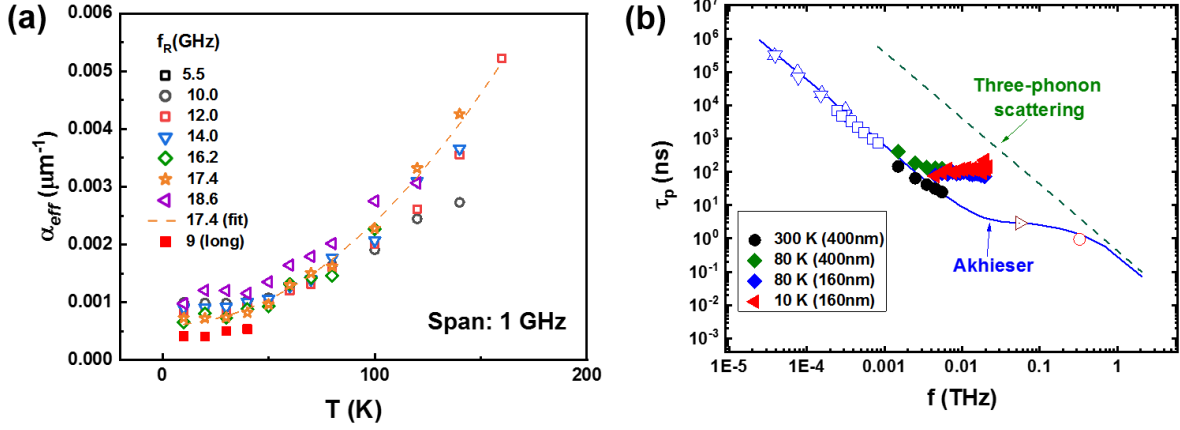 (a)
0.006
0.005
0.004
0.003
0.002
0.001
0.000
α_eff (μm⁻¹)
f_R(GHz)
5.5
10.0
12.0
14.0
16.2
17.4
18.6
17.4 (fit)
9 (long)
Span: 1 GHz
0
100
200
T (K)
(b)
10⁷
10⁶
10⁵
10⁴
10³
10²
10¹
10⁰
10⁻¹
10⁻²
10⁻³
τ_p (ns)
Three-phonon
scattering
Akhieser
300 K (400nm)
80 K (400nm)
80 K (160nm)
10 K (160nm)
1E-5
1E-4
0.001
0.01
0.1
1
f (THz)